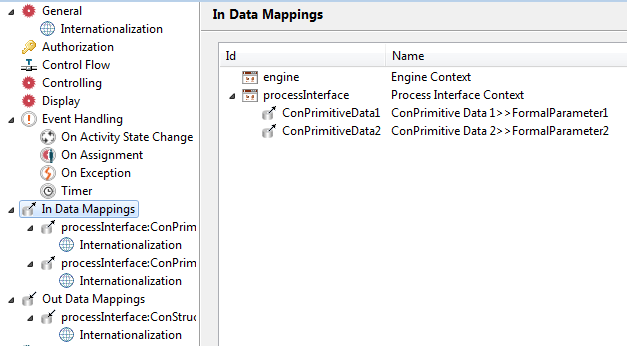 General
Internationalization
Authorization
Control Flow
Controlling
Display
Event Handling
On Activity State Change
On Assignment
On Exception
Timer
In Data Mappings
processInterface:ConPrim
Internationalization
processInterface:ConPrim
Internationalization
Out Data Mappings
processInterface:ConStruc
Internationalization
In Data Mappings
Id Name
engine Engine Context
processInterface Process Interface Context
ConPrimitiveData1 ConPrimitive Data 1>>FormalParameter1
ConPrimitiveData2 ConPrimitive Data 2>>FormalParameter2